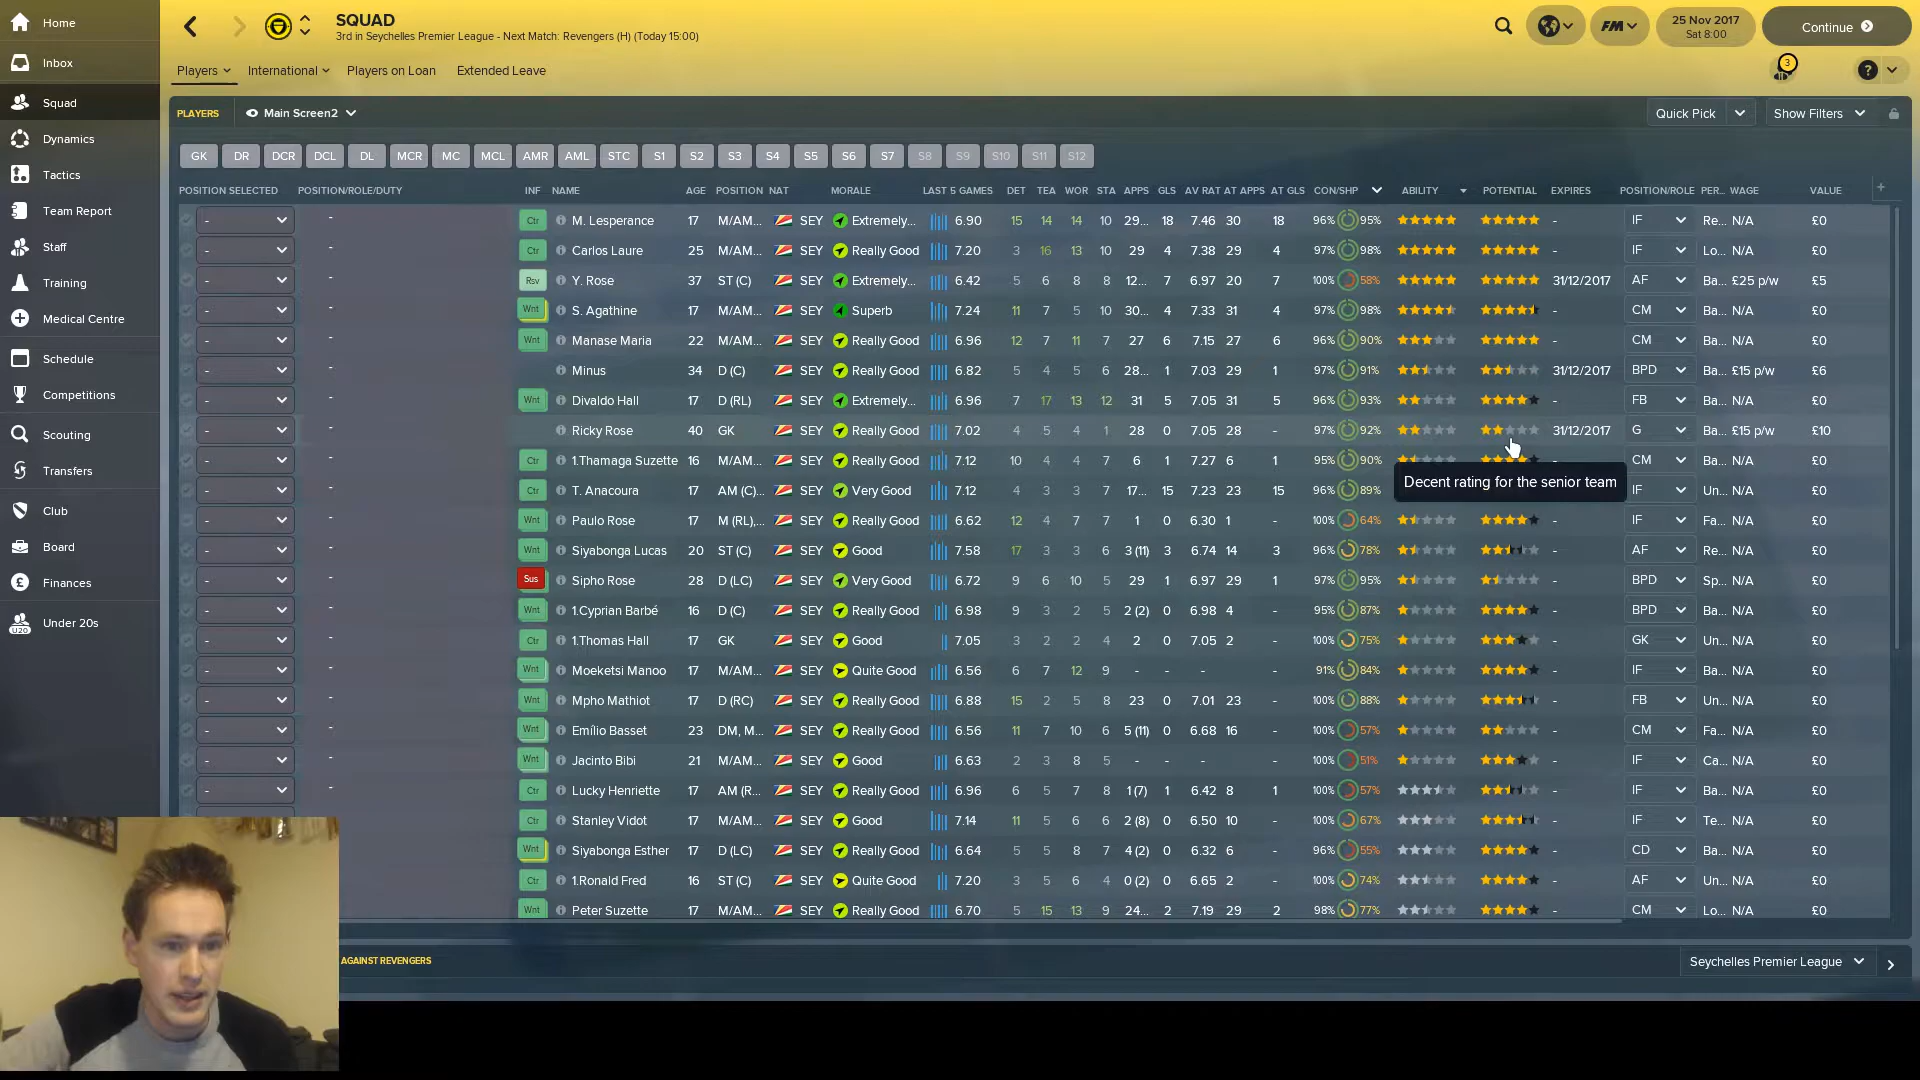 Home
Inbox
Squad
Dynamics
Tactics
Team Report
Staff
Training
Medical Centre
Schedule
Competitions
Scouting
Transfers
Club
Board
Finances
Under 20s
SQUAD
3rd in Seychelles Premier League - Next Match: Revengers (H) (Today 15:00)
FM
25 Nov 2017
Sat 8:00
Continue
Players International Players on Loan Extended Leave
3
?
PLAYERS Main Screen2 Quick Pick Show Filters
GK DR DCR DCL DL MCR MC MCL AMR AML STC S1 S2 S3 S4 S5 S6 S7 S8 S9 S10 S11 S12
POSITION SELECTED POSITION/ROLE/DUTY INF NAME AGE POSITION NAT MORALE LAST 5 GAMES DET TEA WOR STA APPS GLS AV RAT AT APPS AT GLS CON/SHP ABILITY POTENTIAL EXPIRES POSITION/ROLE PER... WAGE VALUE
- - Ctr M. Lesperance 17 M/AM... SEY Extremely... 6.90 15 14 14 10 29... 18 7.46 30 18 96% 95% - IF Re... N/A £0
- - Ctr Carlos Laure 25 M/AM... SEY Really Good 7.20 3 16 13 10 29 4 7.38 29 4 97% 98% - IF Lo... N/A £0
- - Rsv Y. Rose 37 ST (C) SEY Extremely... 6.42 5 6 8 8 12... 7 6.97 20 7 100% 58% 31/12/2017 AF Ba... £25 p/w £5
- - Wnt S. Agathine 17 M/AM... SEY Superb 7.24 11 7 5 10 30... 4 7.33 31 4 97% 98% - CM Ba... N/A £0
- - Wnt Manase Maria 22 M/AM... SEY Really Good 6.96 12 7 11 7 27 6 7.15 27 6 96% 90% - CM Ba... N/A £0
- - Minus 34 D (C) SEY Really Good 6.82 5 4 5 6 28... 1 7.03 29 1 97% 91% 31/12/2017 BPD Ba... £15 p/w £6
- - Wnt Divaldo Hall 17 D (RL) SEY Extremely... 6.96 7 17 13 12 31 5 7.05 31 5 96% 93% - FB Ba... N/A £0
- - Ricky Rose 40 GK SEY Really Good 7.02 4 5 4 1 28 0 7.05 28 - 97% 92% 31/12/2017 G Ba... £15 p/w £10
- - Ctr 1.Thamaga Suzette 16 M/AM... SEY Really Good 7.12 10 4 4 7 6 1 7.27 6 1 95% 90% - CM Ba... N/A £0
- - Ctr T. Anacoura 17 AM (C)... SEY Very Good 7.12 4 3 3 7 17... 15 7.23 23 15 96% 89% IF Un... N/A £0
Decent rating for the senior team
- - Wnt Paulo Rose 17 M (RL),... SEY Really Good 6.62 12 4 7 7 1 0 6.30 1 - 100% 64% - IF Fa... N/A £0
- - Wnt Siyabonga Lucas 20 ST (C) SEY Good 7.58 17 3 3 6 3 (11) 3 6.74 14 3 96% 78% - AF Re... N/A £0
- - Sus Sipho Rose 28 D (LC) SEY Very Good 6.72 9 6 10 5 29 1 6.97 29 1 97% 95% - BPD Sp... N/A £0
- - Wnt 1.Cyprian Barbé 16 D (C) SEY Really Good 6.98 9 3 2 5 2 (2) 0 6.98 4 - 95% 87% - BPD Ba... N/A £0
- - Ctr 1.Thomas Hall 17 GK SEY Good 7.05 3 2 2 4 2 0 7.05 2 - 100% 75% - GK Un... N/A £0
- - Wnt Moeketsi Manoo 17 M/AM... SEY Quite Good 6.56 6 7 12 9 - - - - - 91% 84% - IF Ba... N/A £0
- - Wnt Mpho Mathiot 17 D (RC) SEY Really Good 6.88 15 2 5 8 23 0 7.01 23 - 100% 88% - FB Un... N/A £0
- - Wnt Emílio Basset 23 DM, M... SEY Really Good 6.56 11 7 10 6 5 (11) 0 6.68 16 - 100% 57% - CM Fa... N/A £0
- - Wnt Jacinto Bibi 21 M/AM... SEY Good 6.63 2 3 8 5 - - - - - 100% 51% - IF Ca... N/A £0
- - Ctr Lucky Henriette 17 AM (R... SEY Really Good 6.96 6 5 7 8 1 (7) 1 6.42 8 1 100% 57% - IF Ba... N/A £0
- Ctr Stanley Vidot 17 M/AM... SEY Good 7.14 11 5 6 6 2 (8) 0 6.50 10 - 100% 67% - IF Te... N/A £0
Wnt Siyabonga Esther 17 D (LC) SEY Really Good 6.64 5 5 8 7 4 (2) 0 6.32 6 - 96% 55% - CD Ba... N/A £0
Ctr 1.Ronald Fred 16 ST (C) SEY Quite Good 7.20 3 5 6 4 0 (2) 0 6.65 2 - 100% 74% - AF Un... N/A £0
Wnt Peter Suzette 17 M/AM... SEY Really Good 6.70 5 15 13 9 24... 2 7.19 29 2 98% 77% - CM Lo... N/A £0
AGAINST REVENGERS Seychelles Premier League